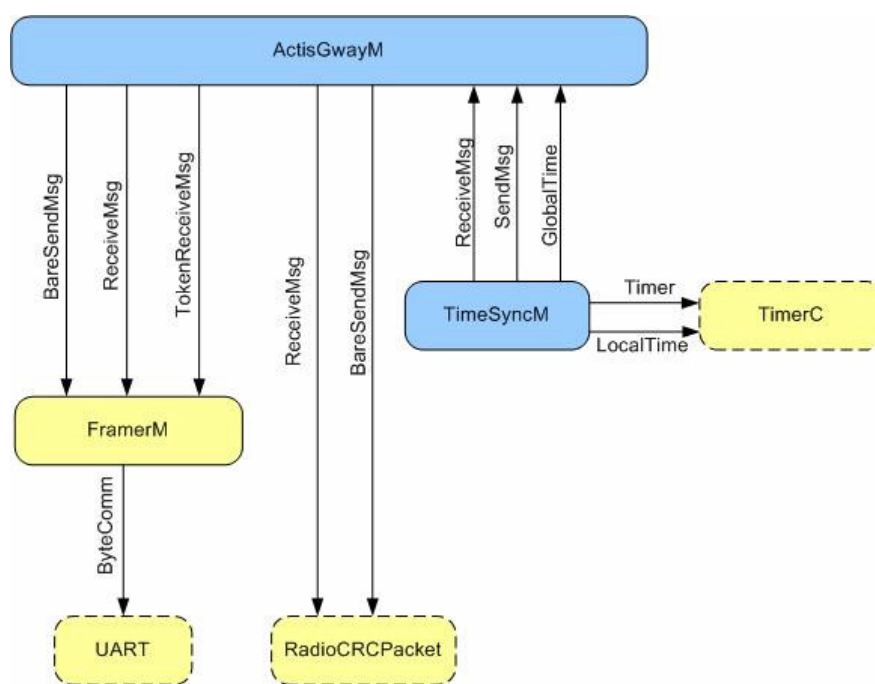 ActisGwayM
BareSendMsg
ReceiveMsg
TokenReceiveMsg
ReceiveMsg
BareSendMsg
ReceiveMsg
SendMsg
GlobalTime
TimeSyncM
Timer
LocalTime
TimerC
FramerM
ByteComm
UART
RadioCRCPacket